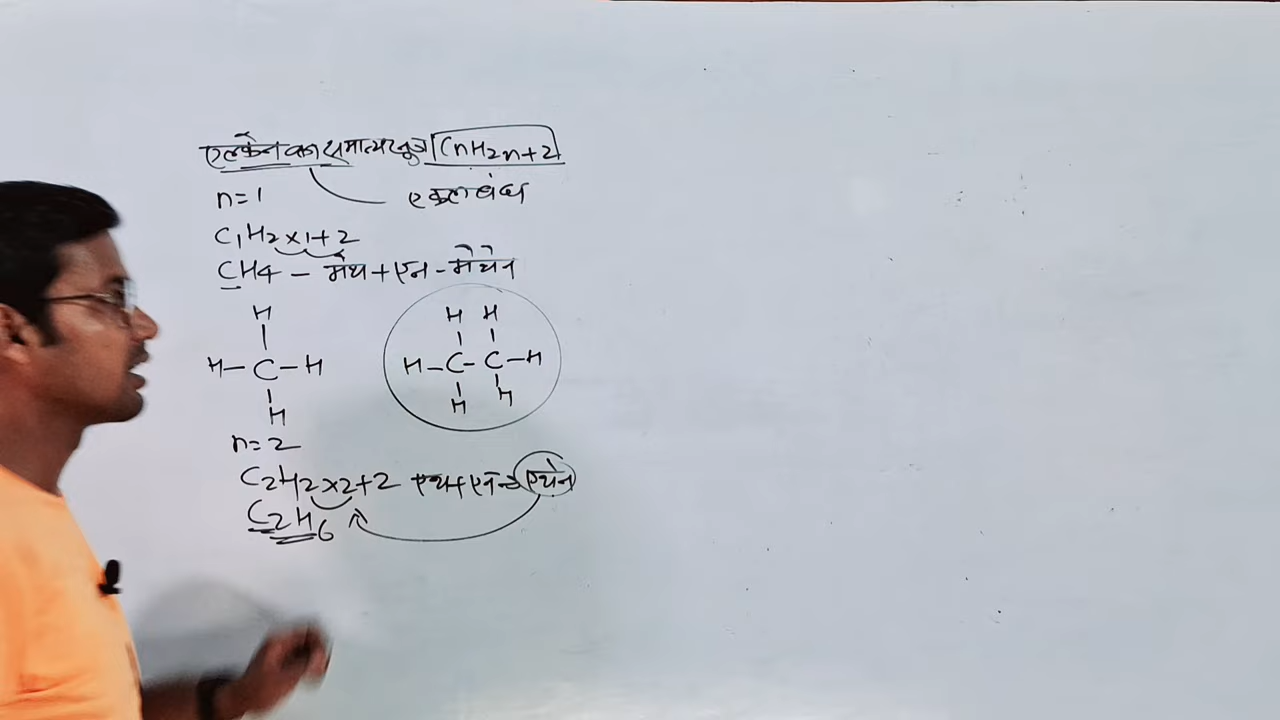 एल्केन का सामान्य सूत्र CnH2n+2
n=1 एकल बंध
C1H2×1+2
CH4 – मेथ+एन - मेथेन
H H H
H–C–H H–C–C–H
H H H
n=2
C2H2×2+2 एथ+एन=एथेन
C2H6